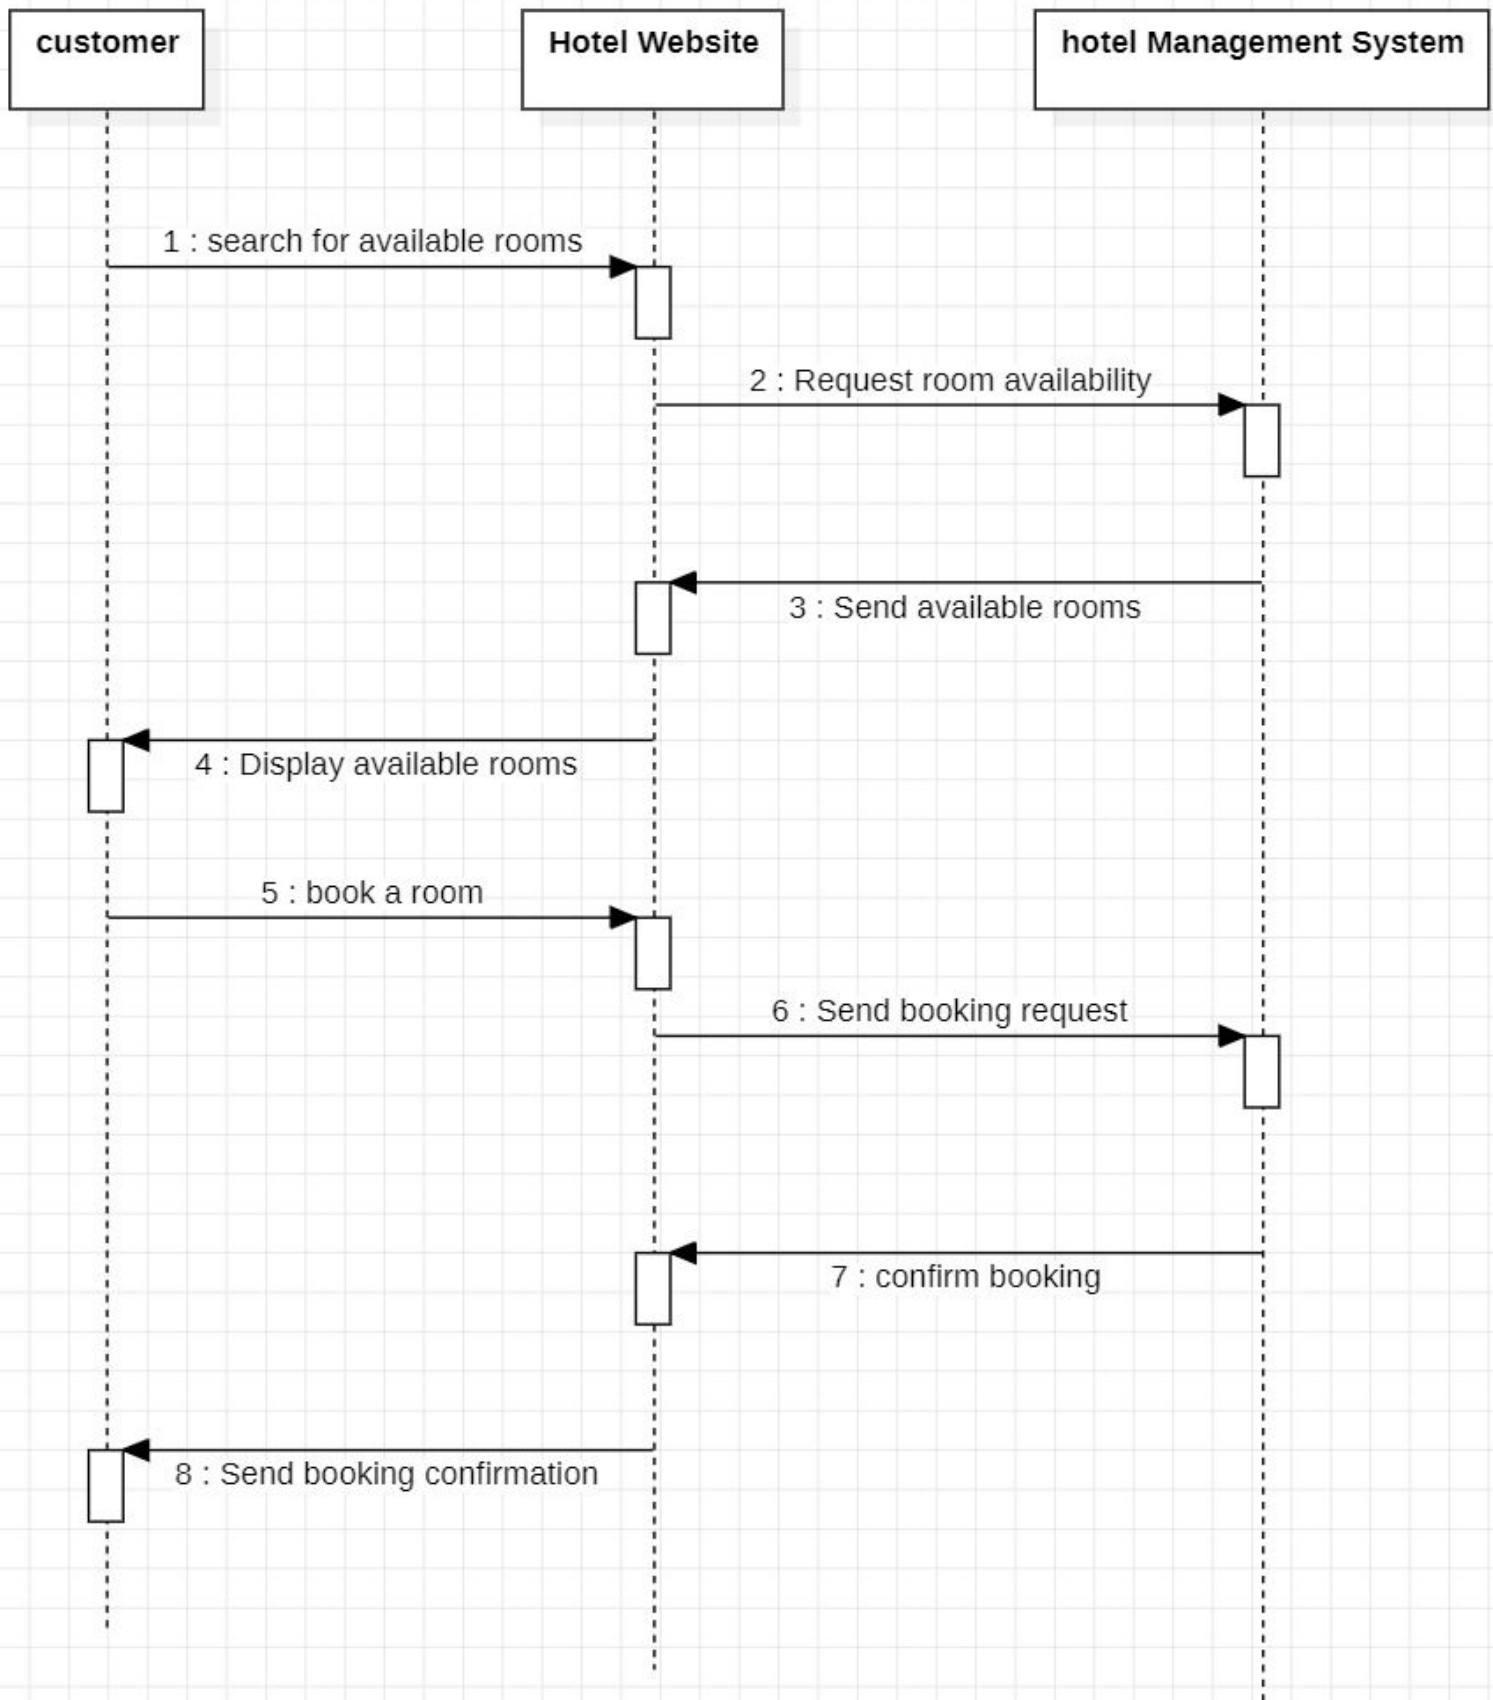 customer
Hotel Website
hotel Management System
1 : search for available rooms
2 : Request room availability
3 : Send available rooms
4 : Display available rooms
5 : book a room
6 : Send booking request
7 : confirm booking
8 : Send booking confirmation